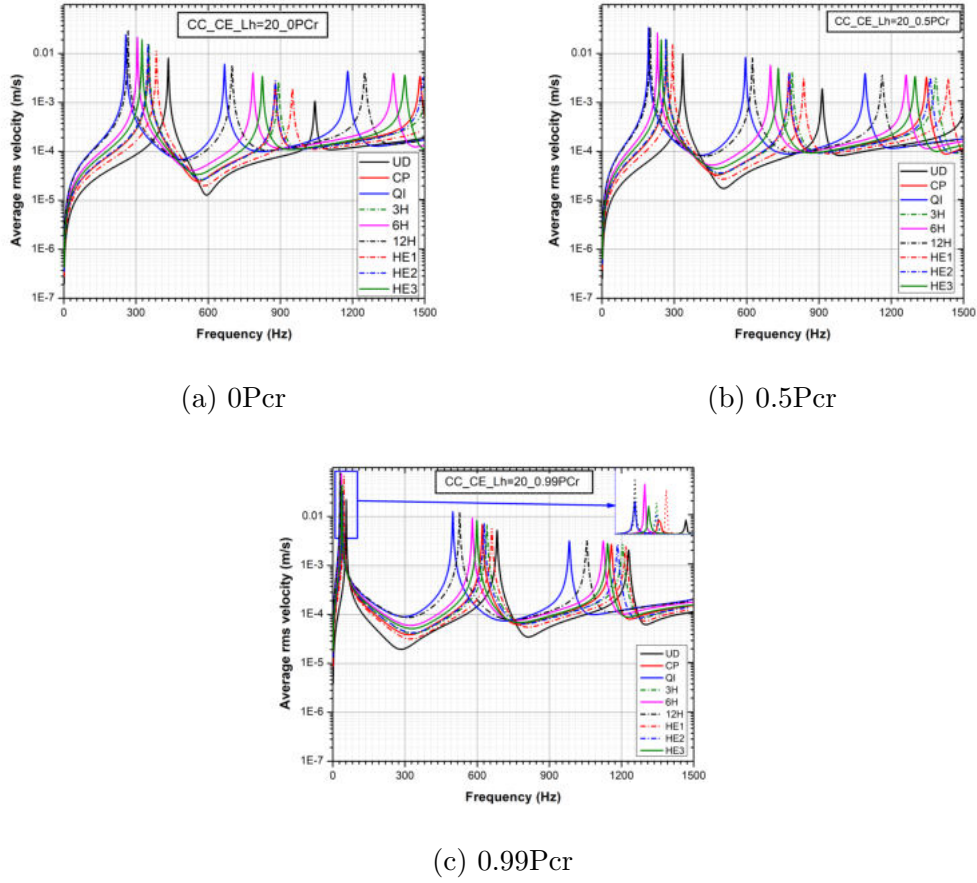 CC_CE_Lh=20_0PCr
Average rms velocity (m/s)
0.01
1E-3
1E-4
1E-5
1E-6
1E-7
0 300 600 900 1200 1500
Frequency (Hz)
UD
CP
QI
3H
6H
12H
HE1
HE2
HE3
(a) 0Pcr
CC_CE_Lh=20_0.5PCr
Average rms velocity (m/s)
0.01
1E-3
1E-4
1E-5
1E-6
1E-7
0 300 600 900 1200 1500
Frequency (Hz)
UD
CP
QI
3H
6H
12H
HE1
HE2
HE3
(b) 0.5Pcr
CC_CE_Lh=20_0.99PCr
Average rms velocity (m/s)
0.01
1E-3
1E-4
1E-5
1E-6
1E-7
0 300 600 900 1200 1500
Frequency (Hz)
UD
CP
QI
3H
6H
12H
HE1
HE2
HE3
(c) 0.99Pcr